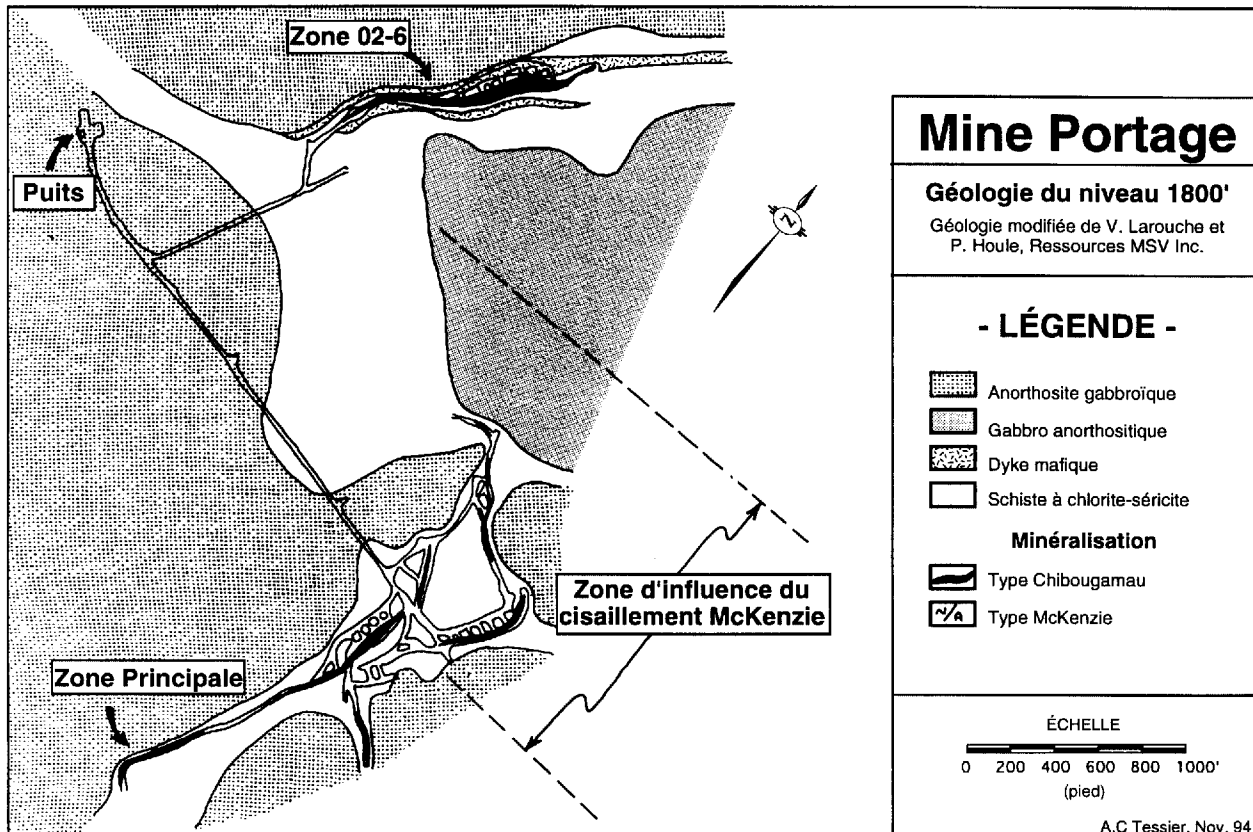 Zone 02-6
Puits
Zone d'influence du
cisaillement McKenzie
Zone Principale
N
Mine Portage
Géologie du niveau 1800'
Géologie modifiée de V. Larouche et
P. Houle, Ressources MSV Inc.
- LÉGENDE -
Anorthosite gabbroïque
Gabbro anorthositique
Dyke mafique
Schiste à chlorite-séricite
Minéralisation
Type Chibougamau
Type McKenzie
ÉCHELLE
0 200 400 600 800 1000'
(pied)
A.C Tessier, Nov. 94